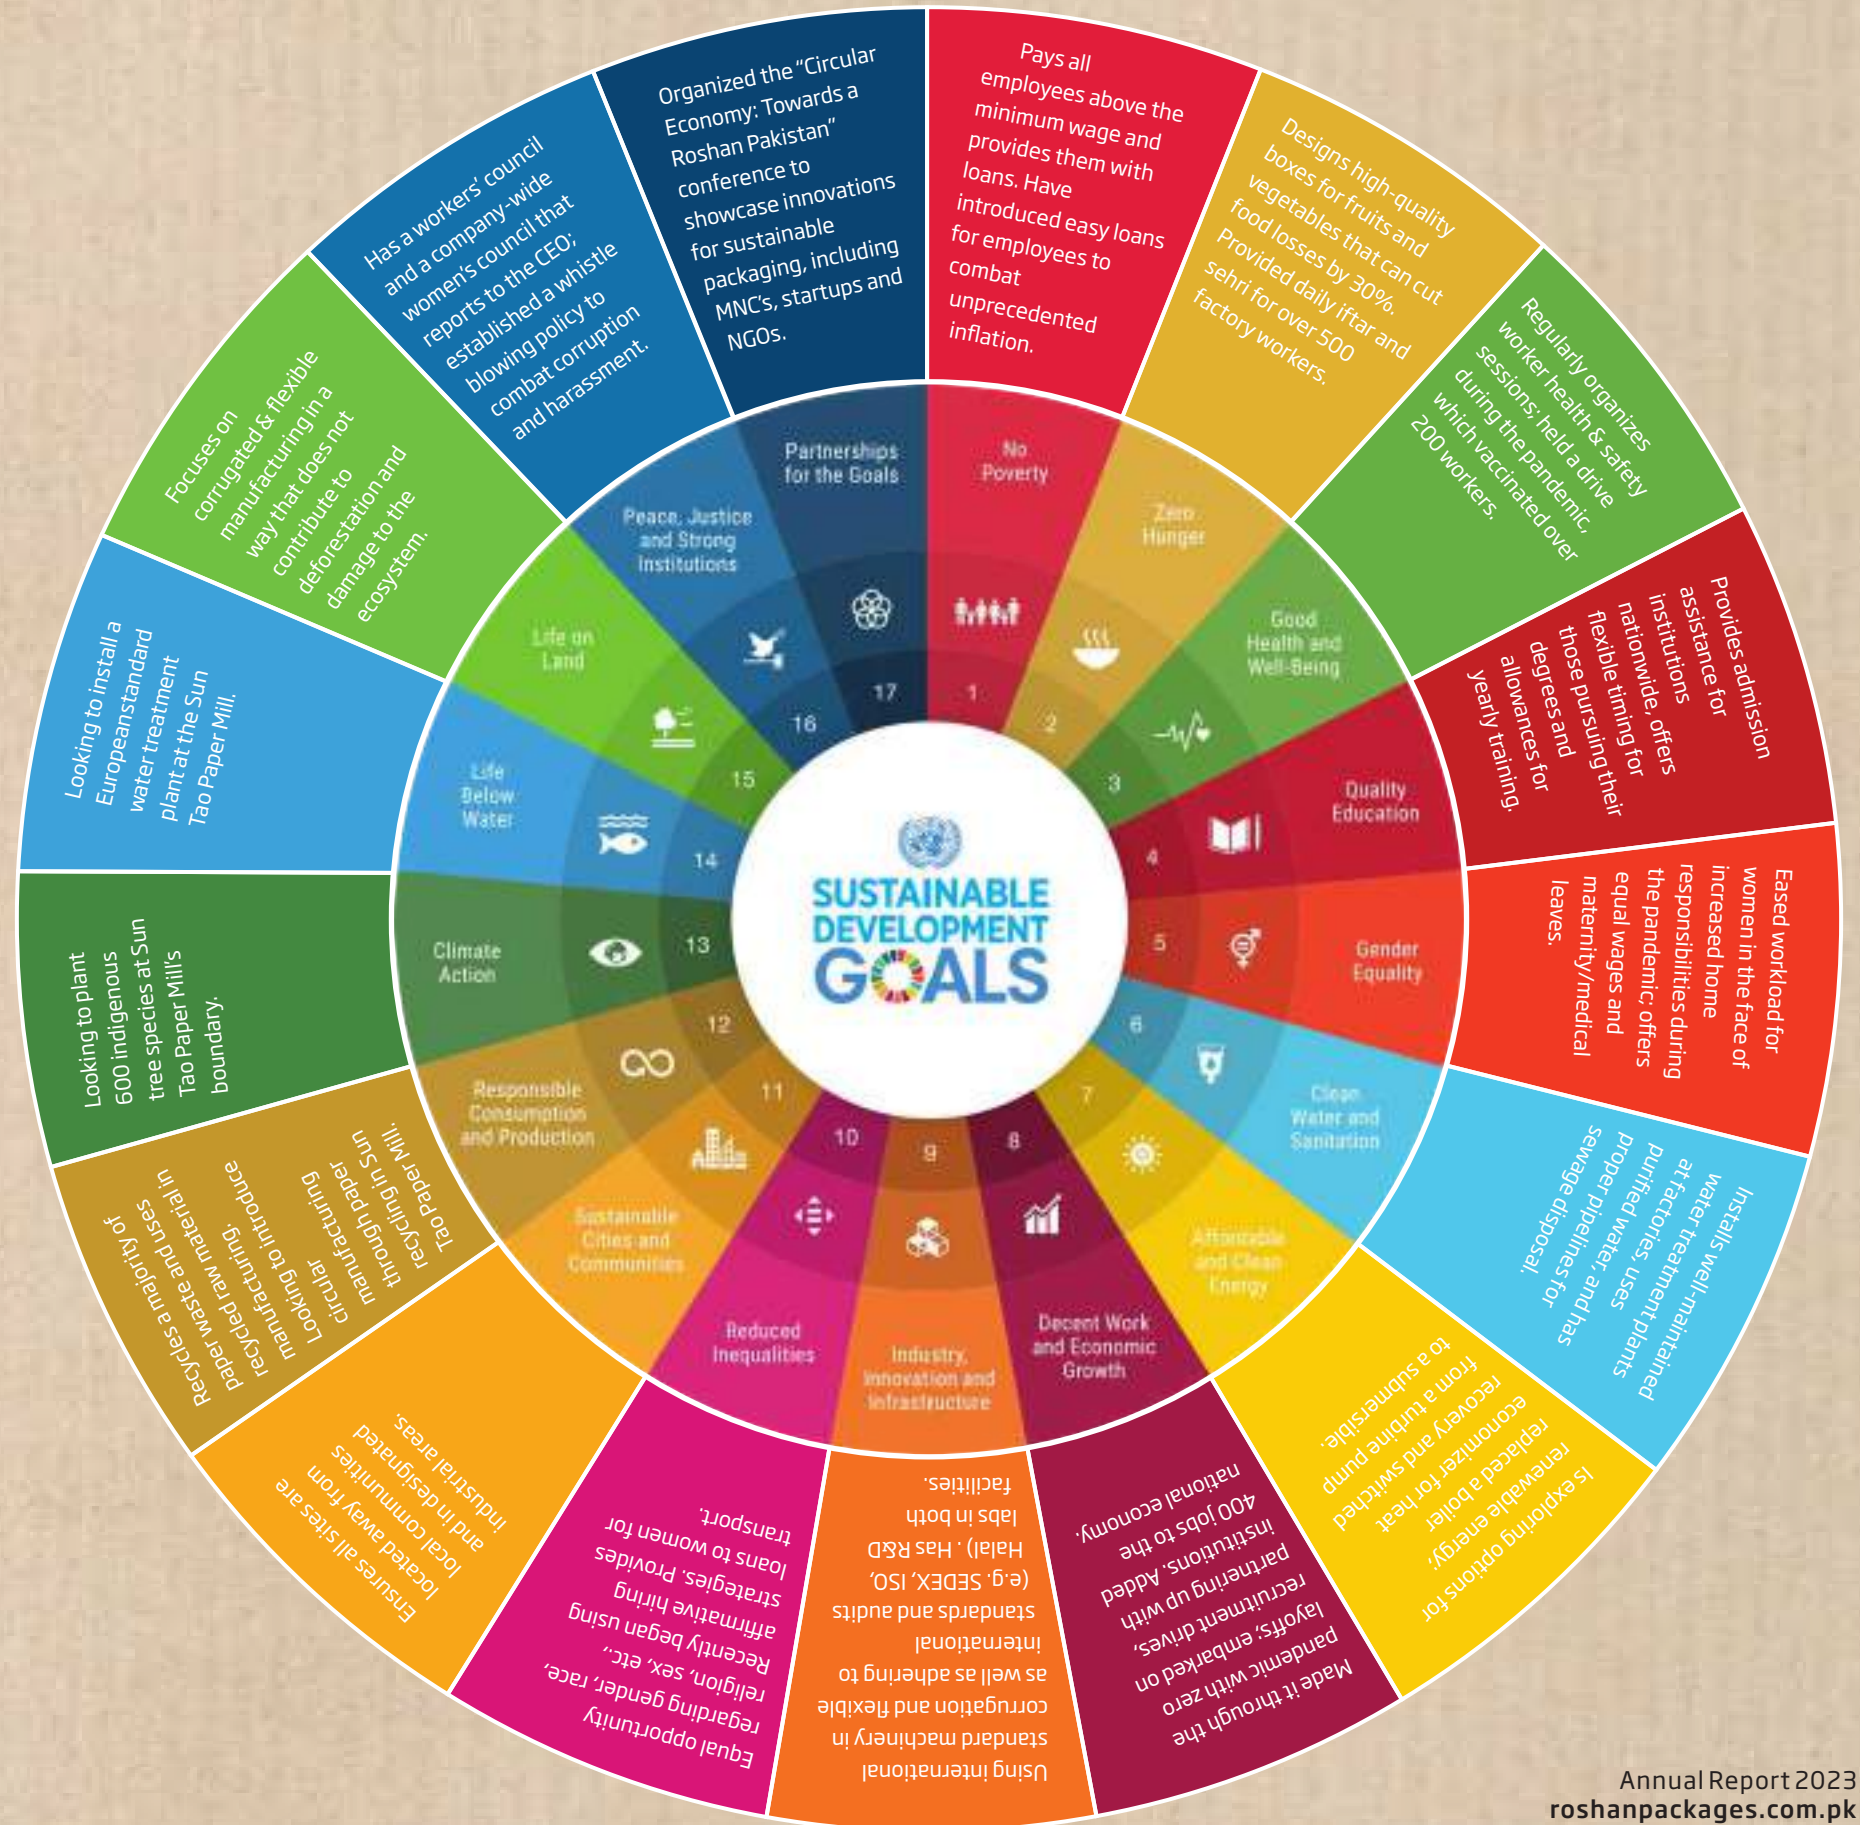 Pays all
employees above the
minimum wage and
provides them with
loans. Have
introduced easy loans
for employees to
combat
unprecedented
inflation.
Designs high-quality
boxes for fruits and
vegetables that can cut
food losses by 30%.
Provided daily iftar and
sehri for over 500
factory workers.
Regularly organizes
worker health & safety
sessions; held a drive
during the pandemic,
which vaccinated over
200 workers.
Provides admission
assistance for
institutions
nationwide, offers
flexible timing for
those pursuing their
degrees and
allowances for
yearly training.
Eased workload for
women in the face of
increased home
responsibilities during
the pandemic; offers
equal wages and
maternity/medical
leaves.
Installs well-maintained
water treatment plants
at factories, uses
purified water, and has
proper pipelines for
sewage disposal.
Is exploring options for
renewable energy;
replaced a boiler
economizer for heat
recovery and switched
from a turbine pump
to a submersible.
Made it through the
pandemic with zero
layoffs; embarked on
recruitment drives,
partnering up with
institutions. Added
400 jobs to the
national economy.
Using international
standard machinery in
corrugation and flexible
as well as adhering to
international
standards and audits
(e.g. SEDEX, ISO,
Halal) . Has R&D
labs in both
facilities.
Equal opportunity
regarding gender, race,
religion, sex, etc..
Recently began using
affirmative hiring
strategies. Provides
loans to women for
transport.
Ensures all sites are
located away from
local communities
and in designated
industrial areas.
Recycles a majority of
paper waste and uses
recycled raw material in
manufacturing.
Looking to introduce
circular
manufacturing
through paper
recycling in Sun
Tao Paper Mill.
Looking to plant
600 indigenous
tree species at Sun
Tao Paper Mill's
boundary.
Looking to install a
Europeanstandard
water treatment
plant at the Sun
Tao Paper Mill.
Focuses on
corrugated & flexible
manufacturing in a
way that does not
contribute to
deforestation and
damage to the
ecosystem.
Has a workers' council
and a company-wide
women's council that
reports to the CEO;
established a whistle
blowing policy to
combat corruption
and harassment.
Organized the "Circular
Economy: Towards a
Roshan Pakistan"
conference to
showcase innovations
for sustainable
packaging, including
MNC's, startups and
NGOs.
No
Poverty
1
Zero
Hunger
2
Good
Health and
Well-Being
3
Quality
Education
4
Gender
Equality
5
Clean
Water and
Sanitation
6
Affordable
and Clean
Energy
7
Decent Work
and Economic
Growth
8
Industry,
Innovation and
Infrastructure
9
Reduced
Inequalities
10
Sustainable
Cities and
Communities
11
Responsible
Consumption
and Production
12
Climate
Action
13
Life
Below
Water
14
Life on
Land
15
Peace, Justice
and Strong
Institutions
16
Partnerships
for the Goals
17
SUSTAINABLE
DEVELOPMENT
GOALS
Annual Report 2023
roshanpackages.com.pk